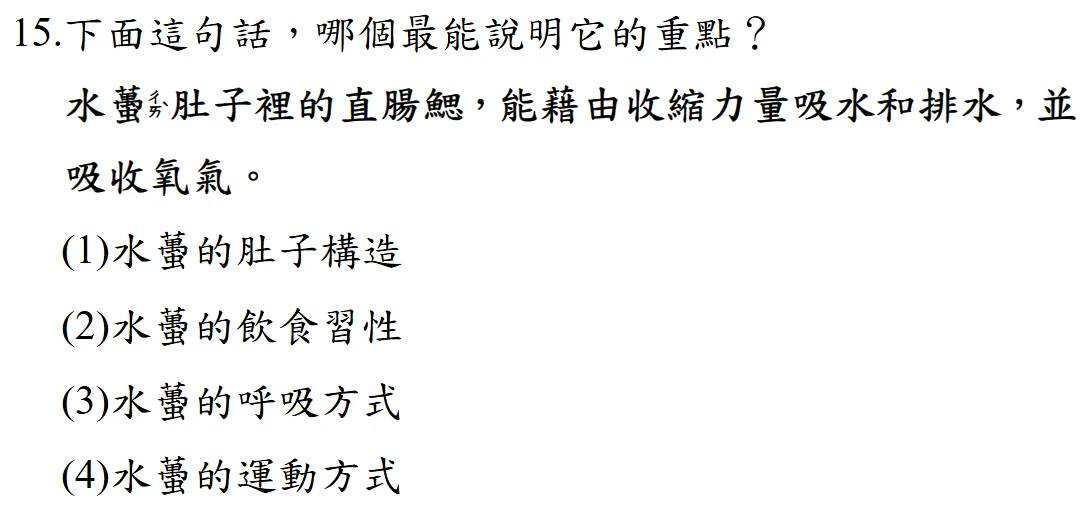 15.下面這句話，哪個最能說明它的重點？
水蠆ㄔㄞˋ肚子裡的直腸鰓，能藉由收縮力量吸水和排水，並
吸收氧氣。
(1)水蠆的肚子構造
(2)水蠆的飲食習性
(3)水蠆的呼吸方式
(4)水蠆的運動方式